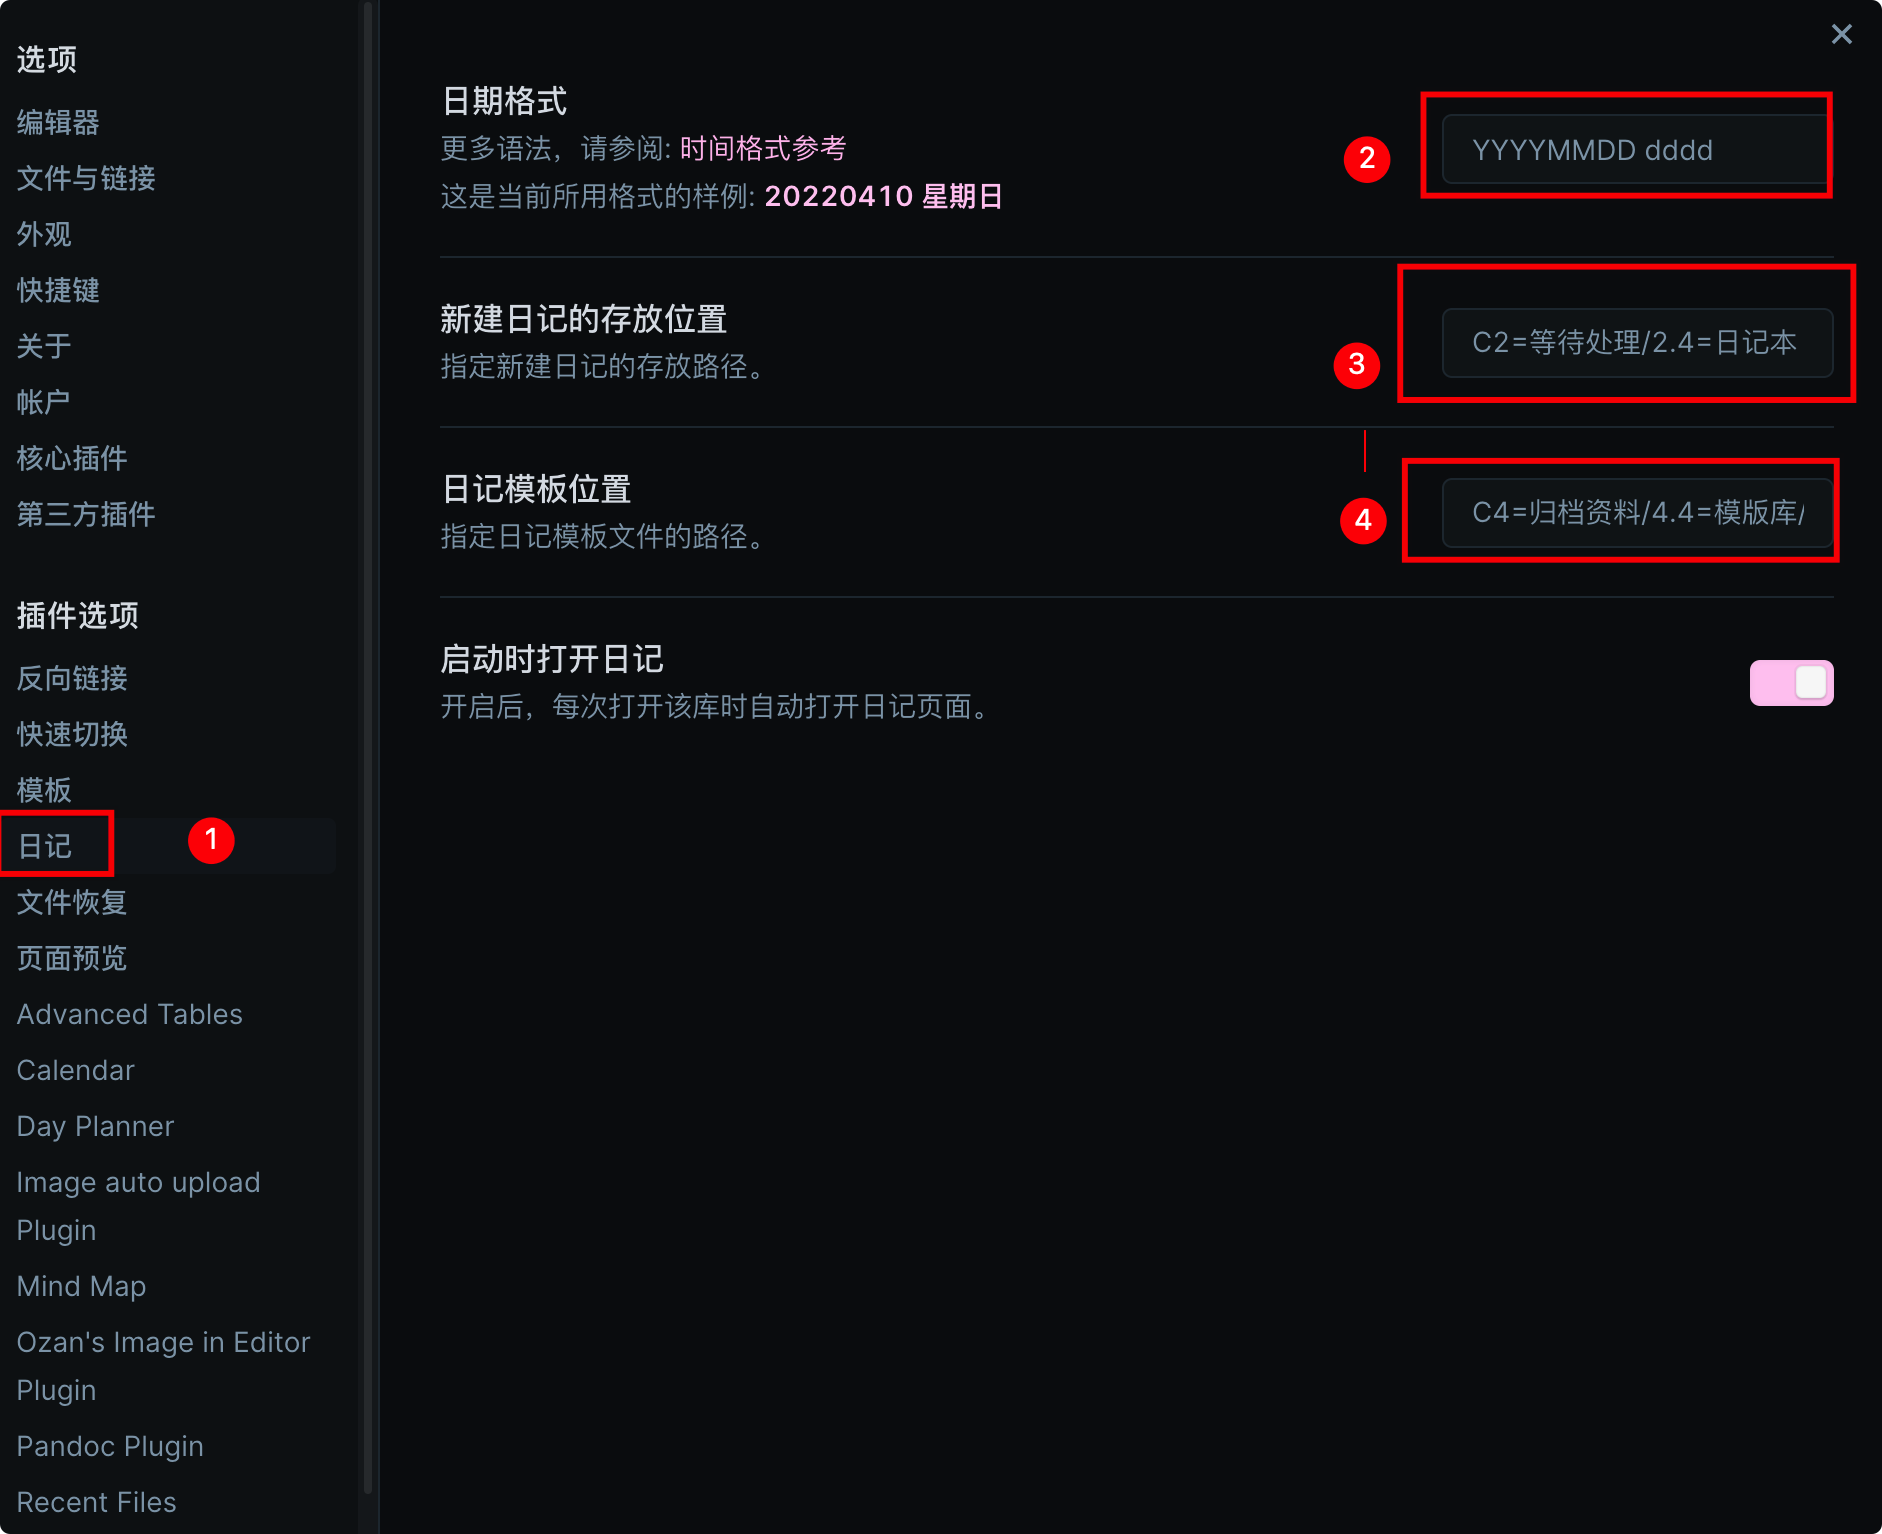 选项
编辑器
文件与链接
外观
快捷键
关于
帐户
核心插件
第三方插件
插件选项
反向链接
快速切换
模板
日记
1
文件恢复
页面预览
Advanced Tables
Calendar
Day Planner
Image auto upload
Plugin
Mind Map
Ozan's Image in Editor
Plugin
Pandoc Plugin
Recent Files
日期格式
更多语法，请参阅: 时间格式参考
这是当前所用格式的样例: 20220410 星期日
2
YYYYMMDD dddd
新建日记的存放位置
指定新建日记的存放路径。
3
C2=等待处理/2.4=日记本
日记模板位置
指定日记模板文件的路径。
4
C4=归档资料/4.4=模版库/
启动时打开日记
开启后，每次打开该库时自动打开日记页面。